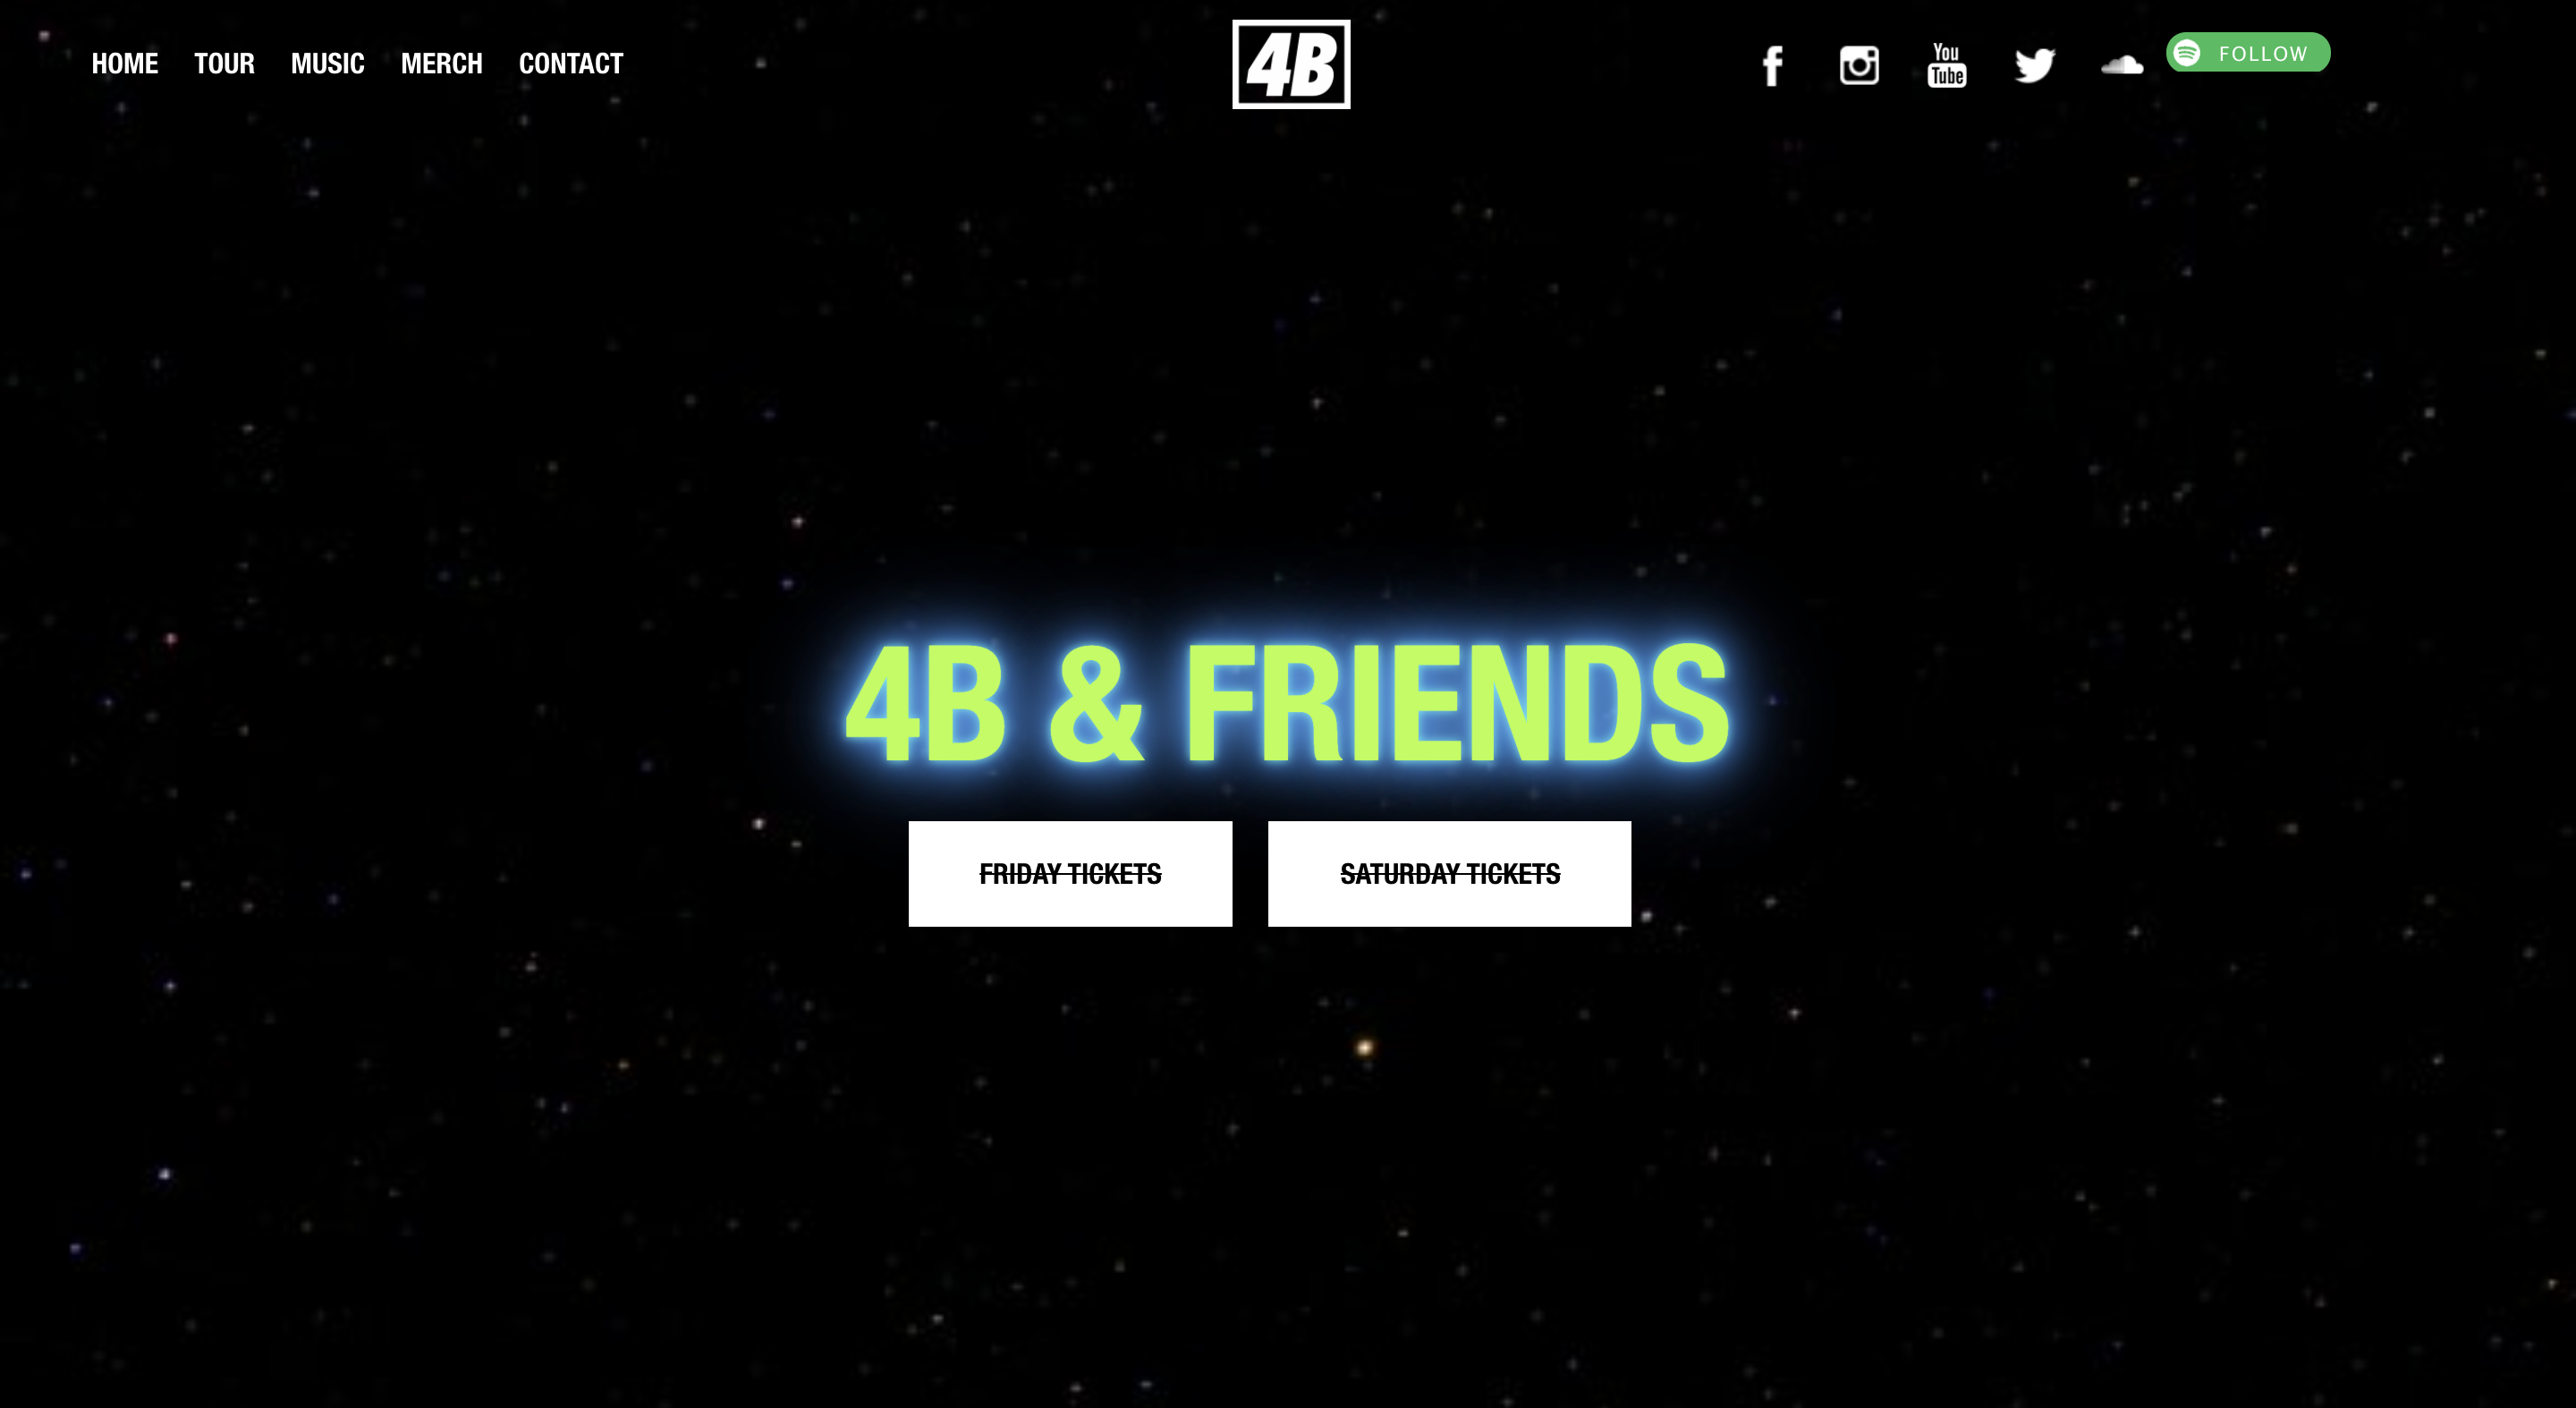 HOME TOUR MUSIC MERCH CONTACT
4B
You
Tube
FOLLOW
4B & FRIENDS
FRIDAY TICKETS
SATURDAY TICKETS